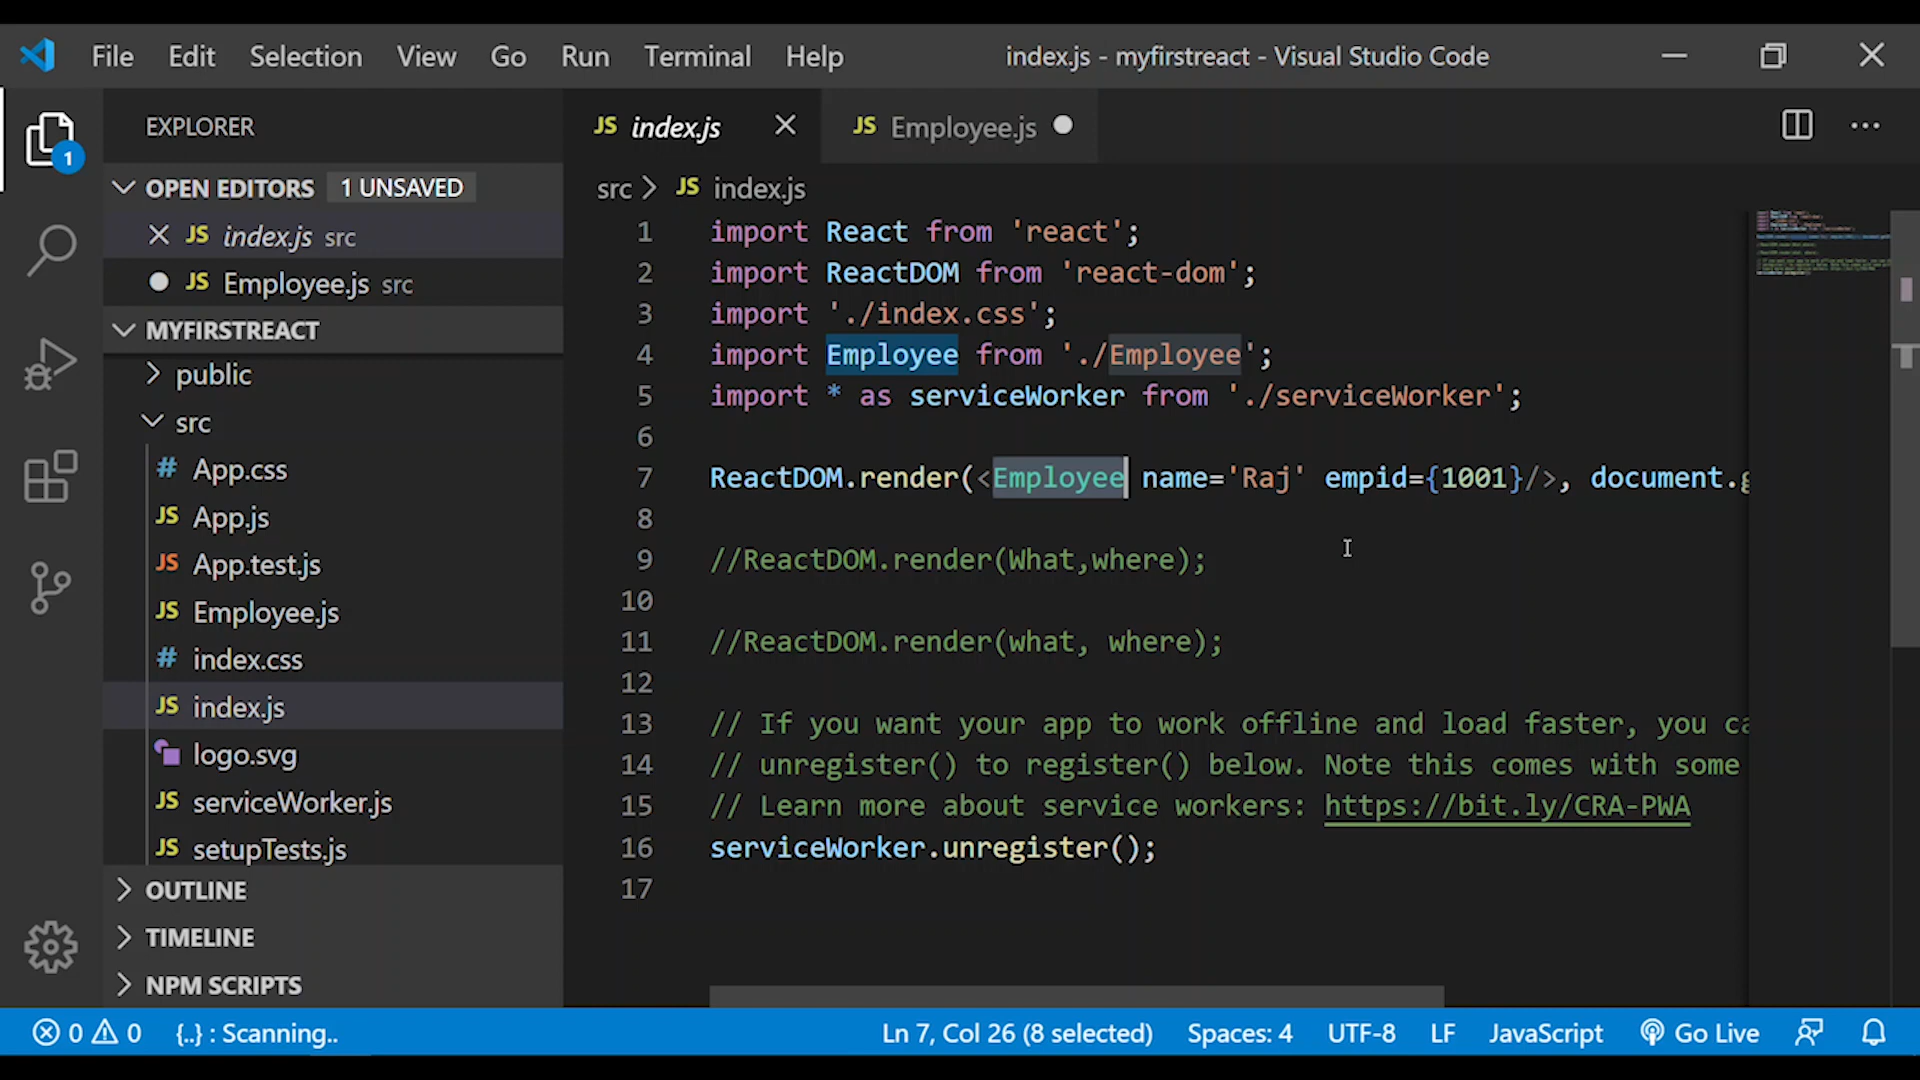 File Edit Selection View Go Run Terminal Help index.js - myfirstreact - Visual Studio Code
EXPLORER
OPEN EDITORS 1 UNSAVED
JS index.js src
JS Employee.js src
MYFIRSTREACT
public
src
# App.css
JS App.js
JS App.test.js
JS Employee.js
# index.css
JS index.js
logo.svg
JS serviceWorker.js
JS setupTests.js
OUTLINE
TIMELINE
NPM SCRIPTS
1
JS index.js JS Employee.js
src > JS index.js
1 import React from 'react';
2 import ReactDOM from 'react-dom';
3 import './index.css';
4 import Employee from './Employee';
5 import * as serviceWorker from './serviceWorker';
6
7 ReactDOM.render(<Employee name='Raj' empid={1001}/>, document.g
8
9 //ReactDOM.render(What,where);
10
11 //ReactDOM.render(what, where);
12
13 // If you want your app to work offline and load faster, you ca
14 // unregister() to register() below. Note this comes with some
15 // Learn more about service workers: https://bit.ly/CRA-PWA
16 serviceWorker.unregister();
17
0 0 {..} : Scanning.. Ln 7, Col 26 (8 selected) Spaces: 4 UTF-8 LF JavaScript Go Live